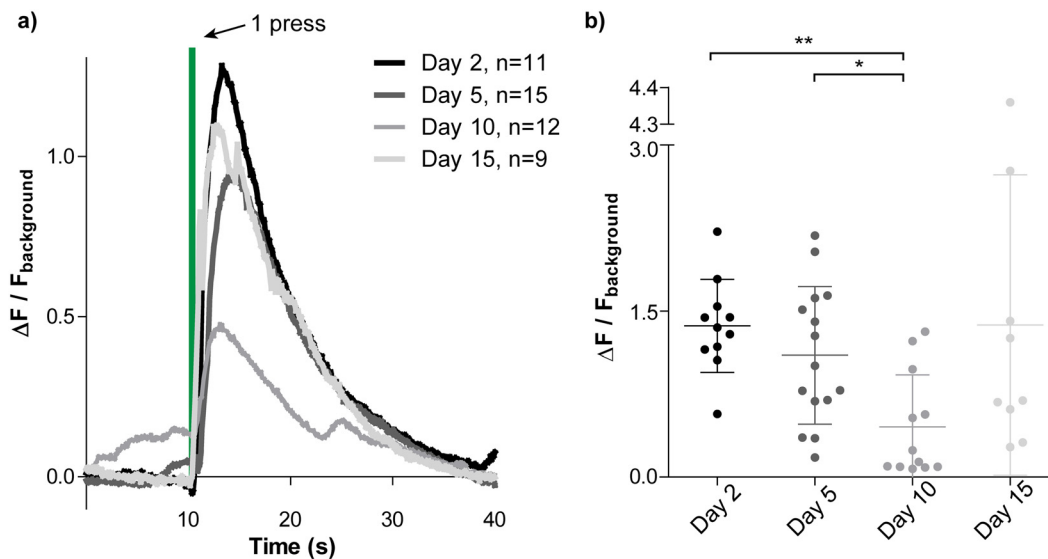 a)
1 press
Day 2, n=11
Day 5, n=15
Day 10, n=12
Day 15, n=9
ΔF / Fbackground
1.0
0.5
0.0
10
20
30
40
Time (s)
b)
**
*
ΔF / Fbackground
4.4
4.3
3.0
1.5
0.0
Day 2
Day 5
Day 10
Day 15